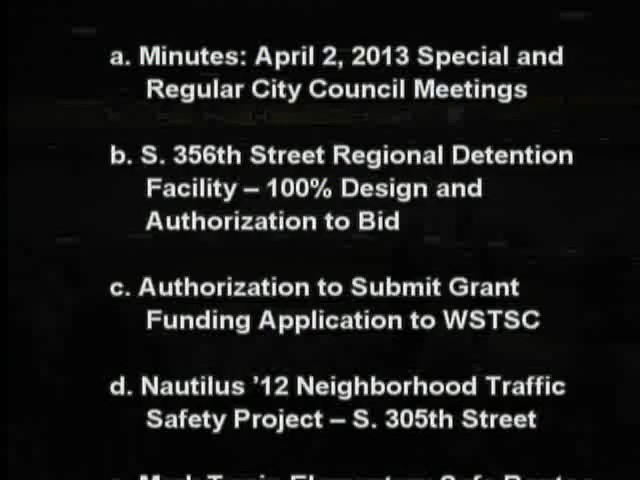 a. Minutes: April 2, 2013 Special and
Regular City Council Meetings
b. S. 356th Street Regional Detention
Facility – 100% Design and
Authorization to Bid
c. Authorization to Submit Grant
Funding Application to WSTSC
d. Nautilus ’12 Neighborhood Traffic
Safety Project – S. 305th Street